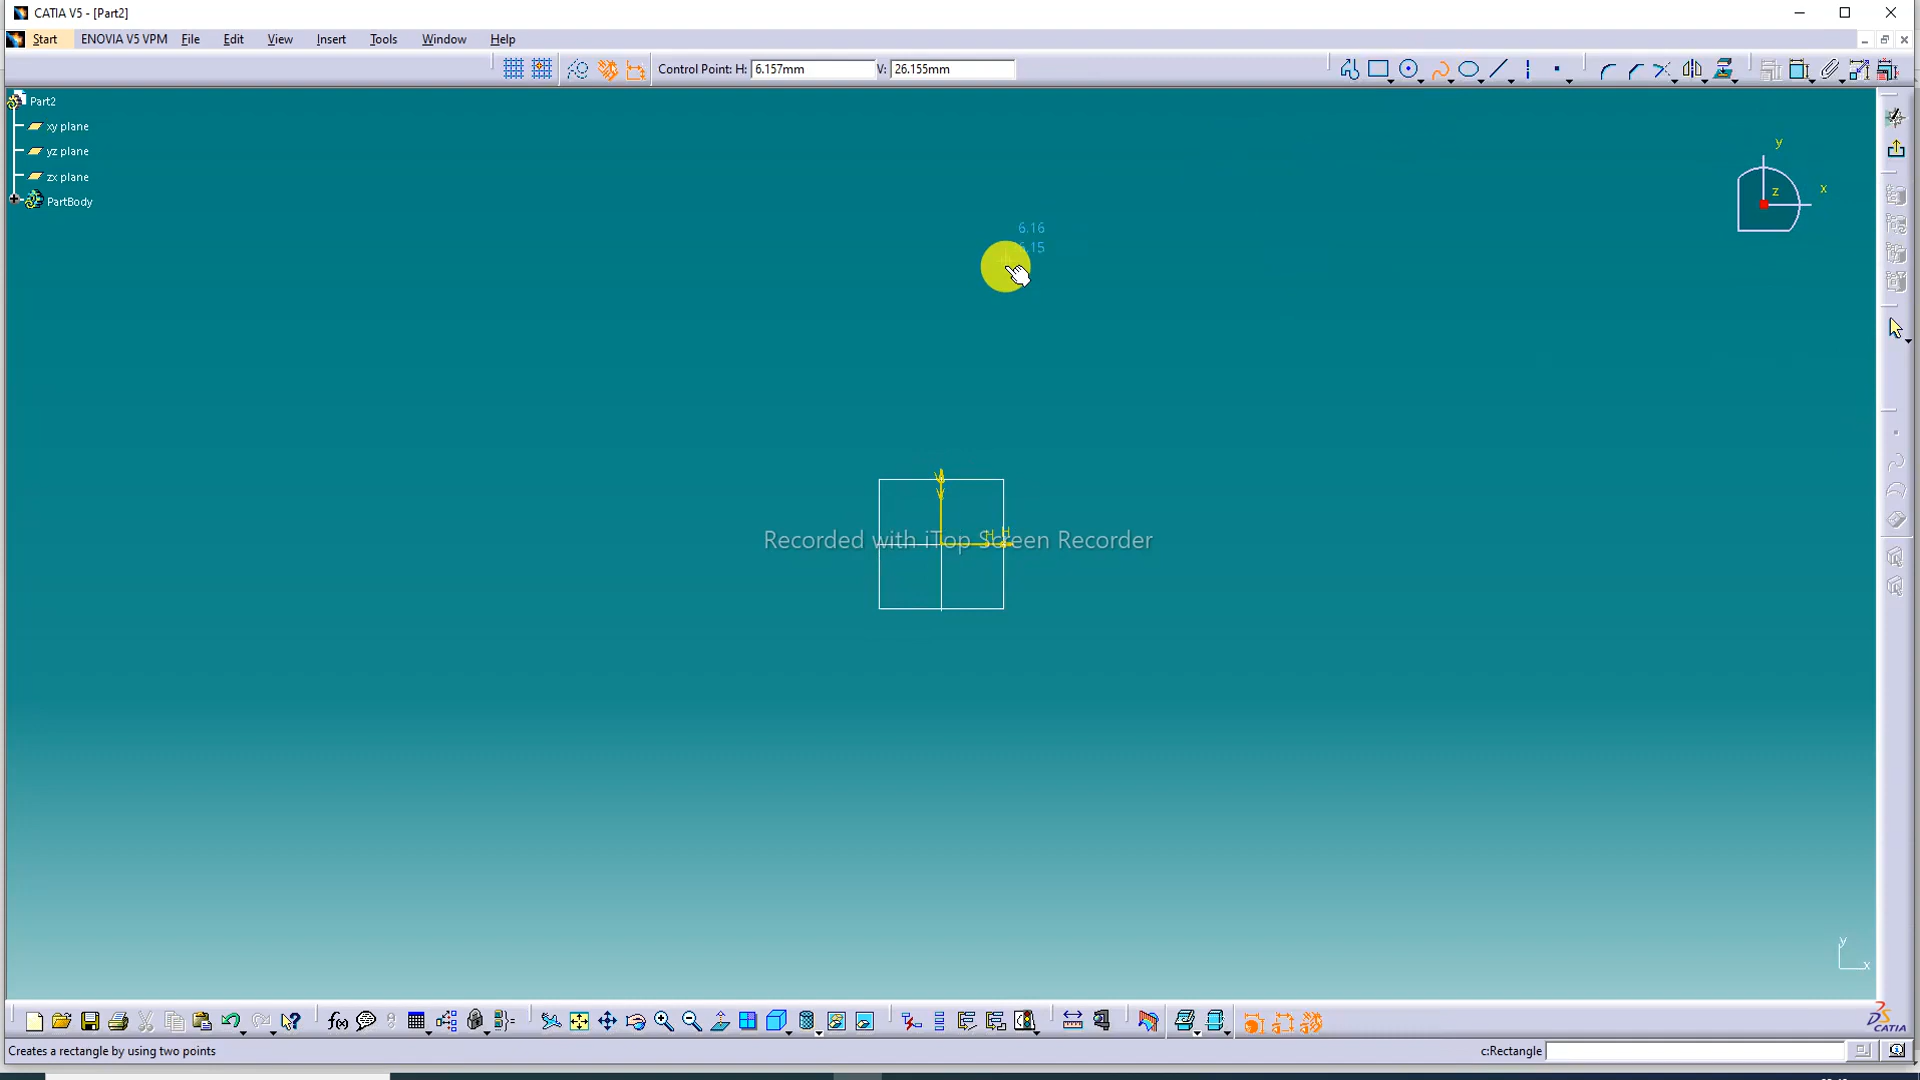 CATIA V5 - [Part2]
Start ENOVIA V5 VPM File Edit View Insert Tools Window Help
Control Point: H: 6.157mm V: 26.155mm
Part2
xy plane
yz plane
zx plane
PartBody
y
x
z
6.16
V
H H
Recorded with iTop Screen Recorder
y
x
CATIA
Creates a rectangle by using two points
c:Rectangle